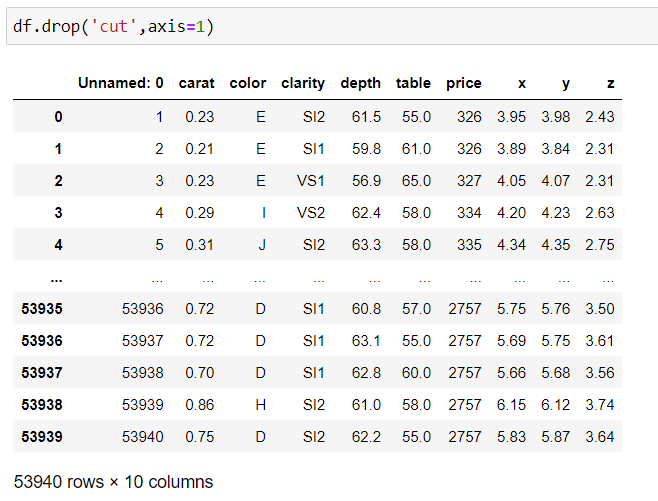 df.drop('cut',axis=1)
Unnamed: 0 carat color clarity depth table price x y z
0 1 0.23 E SI2 61.5 55.0 326 3.95 3.98 2.43
1 2 0.21 E SI1 59.8 61.0 326 3.89 3.84 2.31
2 3 0.23 E VS1 56.9 65.0 327 4.05 4.07 2.31
3 4 0.29 I VS2 62.4 58.0 334 4.20 4.23 2.63
4 5 0.31 J SI2 63.3 58.0 335 4.34 4.35 2.75
... ... ... ... ... ... ... ... ... ... ...
53935 53936 0.72 D SI1 60.8 57.0 2757 5.75 5.76 3.50
53936 53937 0.72 D SI1 63.1 55.0 2757 5.69 5.75 3.61
53937 53938 0.70 D SI1 62.8 60.0 2757 5.66 5.68 3.56
53938 53939 0.86 H SI2 61.0 58.0 2757 6.15 6.12 3.74
53939 53940 0.75 D SI2 62.2 55.0 2757 5.83 5.87 3.64
53940 rows × 10 columns